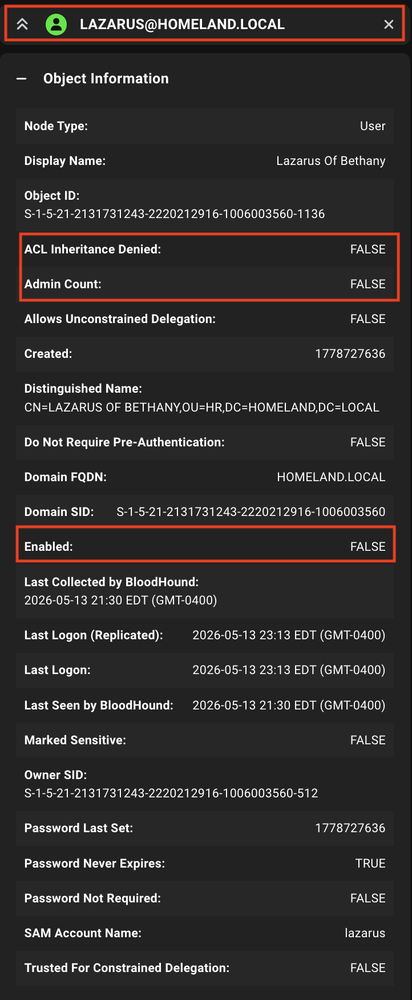 LAZARUS@HOMELAND.LOCAL
Object Information
Node Type: User
Display Name: Lazarus Of Bethany
Object ID:
S-1-5-21-2131731243-2220212916-1006003560-1136
ACL Inheritance Denied: FALSE
Admin Count: FALSE
Allows Unconstrained Delegation: FALSE
Created: 1778727636
Distinguished Name:
CN=LAZARUS OF BETHANY,OU=HR,DC=HOMELAND,DC=LOCAL
Do Not Require Pre-Authentication: FALSE
Domain FQDN: HOMELAND.LOCAL
Domain SID: S-1-5-21-2131731243-2220212916-1006003560
Enabled: FALSE
Last Collected by BloodHound:
2026-05-13 21:30 EDT (GMT-0400)
Last Logon (Replicated): 2026-05-13 23:13 EDT (GMT-0400)
Last Logon: 2026-05-13 23:13 EDT (GMT-0400)
Last Seen by BloodHound: 2026-05-13 21:30 EDT (GMT-0400)
Marked Sensitive: FALSE
Owner SID:
S-1-5-21-2131731243-2220212916-1006003560-512
Password Last Set: 1778727636
Password Never Expires: TRUE
Password Not Required: FALSE
SAM Account Name: lazarus
Trusted For Constrained Delegation: FALSE